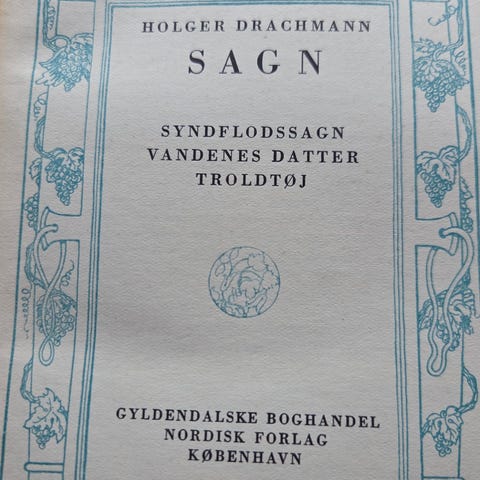 HOLGER DRACHMANN
SAGN
SYNDFLODSSAGN
VANDENES DATTER
TROLDTØJ
GYLDENDALSKE BOGHANDEL
NORDISK FORLAG
KØBENHAVN